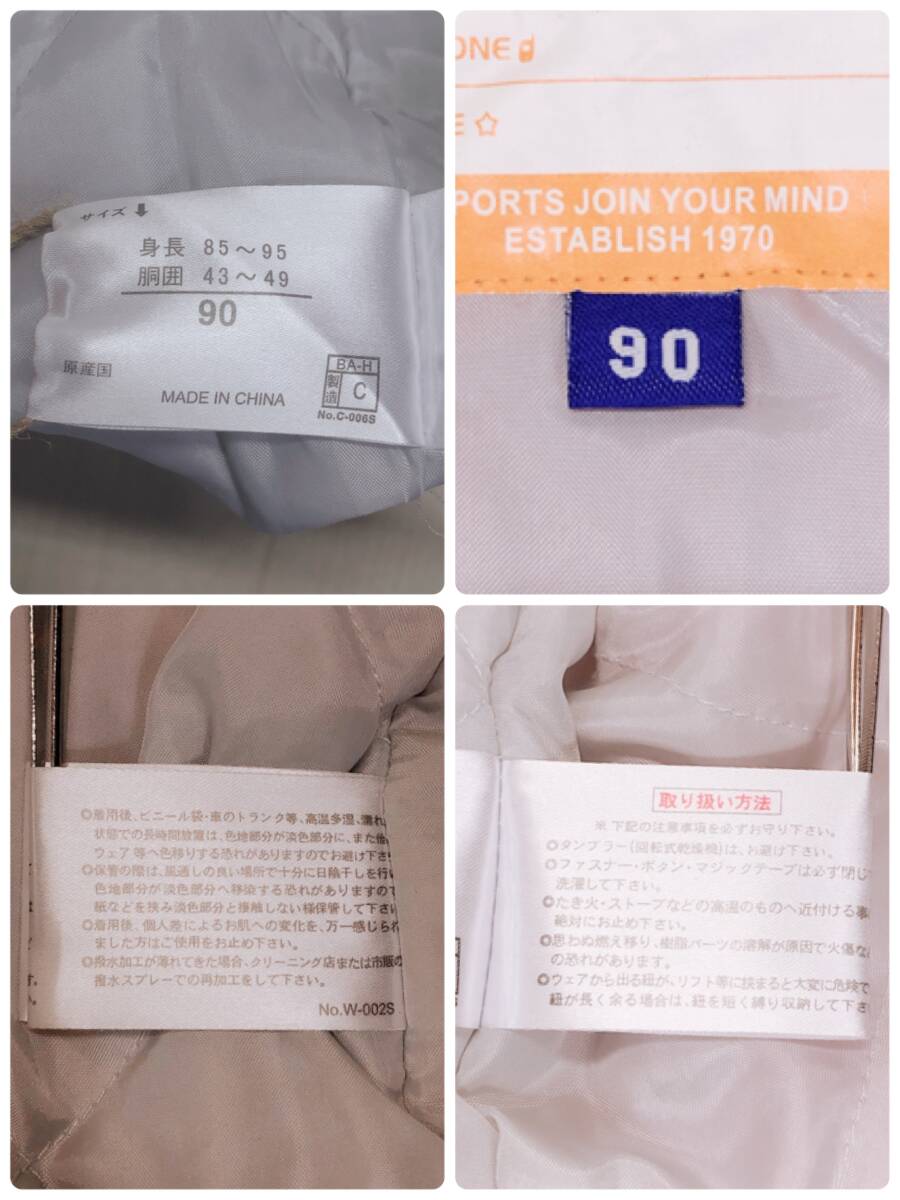 サイズ ⬇
身長 85～95
胴囲 43～49
90
原産国
MADE IN CHINA
BA-H
製造 C
No.C-006S
ONE
E ☆
PORTS JOIN YOUR MIND
ESTABLISH 1970
90
◎着用後、ビニール袋・車のトランク等、高温多湿、濡れ
状態での長時間放置は、色地部分が淡色部分に、また他
ウェア等へ色移りする恐れがありますのでお避け下さ
◎保管の際は、風通しの良い場所で十分に日陰干しを行い
色地部分が淡色部分へ移染する恐れがありますので
紙などを挟み淡色部分と接触しない様保管して下さ
◎着用後、個人差によるお肌への変化を、万一感じられ
ました方はご使用をお止め下さい。
◎撥水加工が薄れてきた場合、クリーニング店または市販の
撥水スプレーでの再加工をして下さい。
No.W-002S
す。
い。
取り扱い方法
※下記の注意事項を必ずお守り下さい。
◎タンブラー(回転式乾燥機)は、お避け下さい。
◎ファスナー・ボタン・マジックテープは必ず閉じて
洗濯して下さい。
◎たき火・ストーブなどの高温のものへ近付ける事
絶対にお止め下さい。
◎思わぬ燃え移り、樹脂パーツの溶解が原因で火傷な
の恐れがあります。
◎ウェアから出る紐が、リフト等に挟まると大変に危険で
紐が長く余る場合は、紐を短く縛り収納して下さ